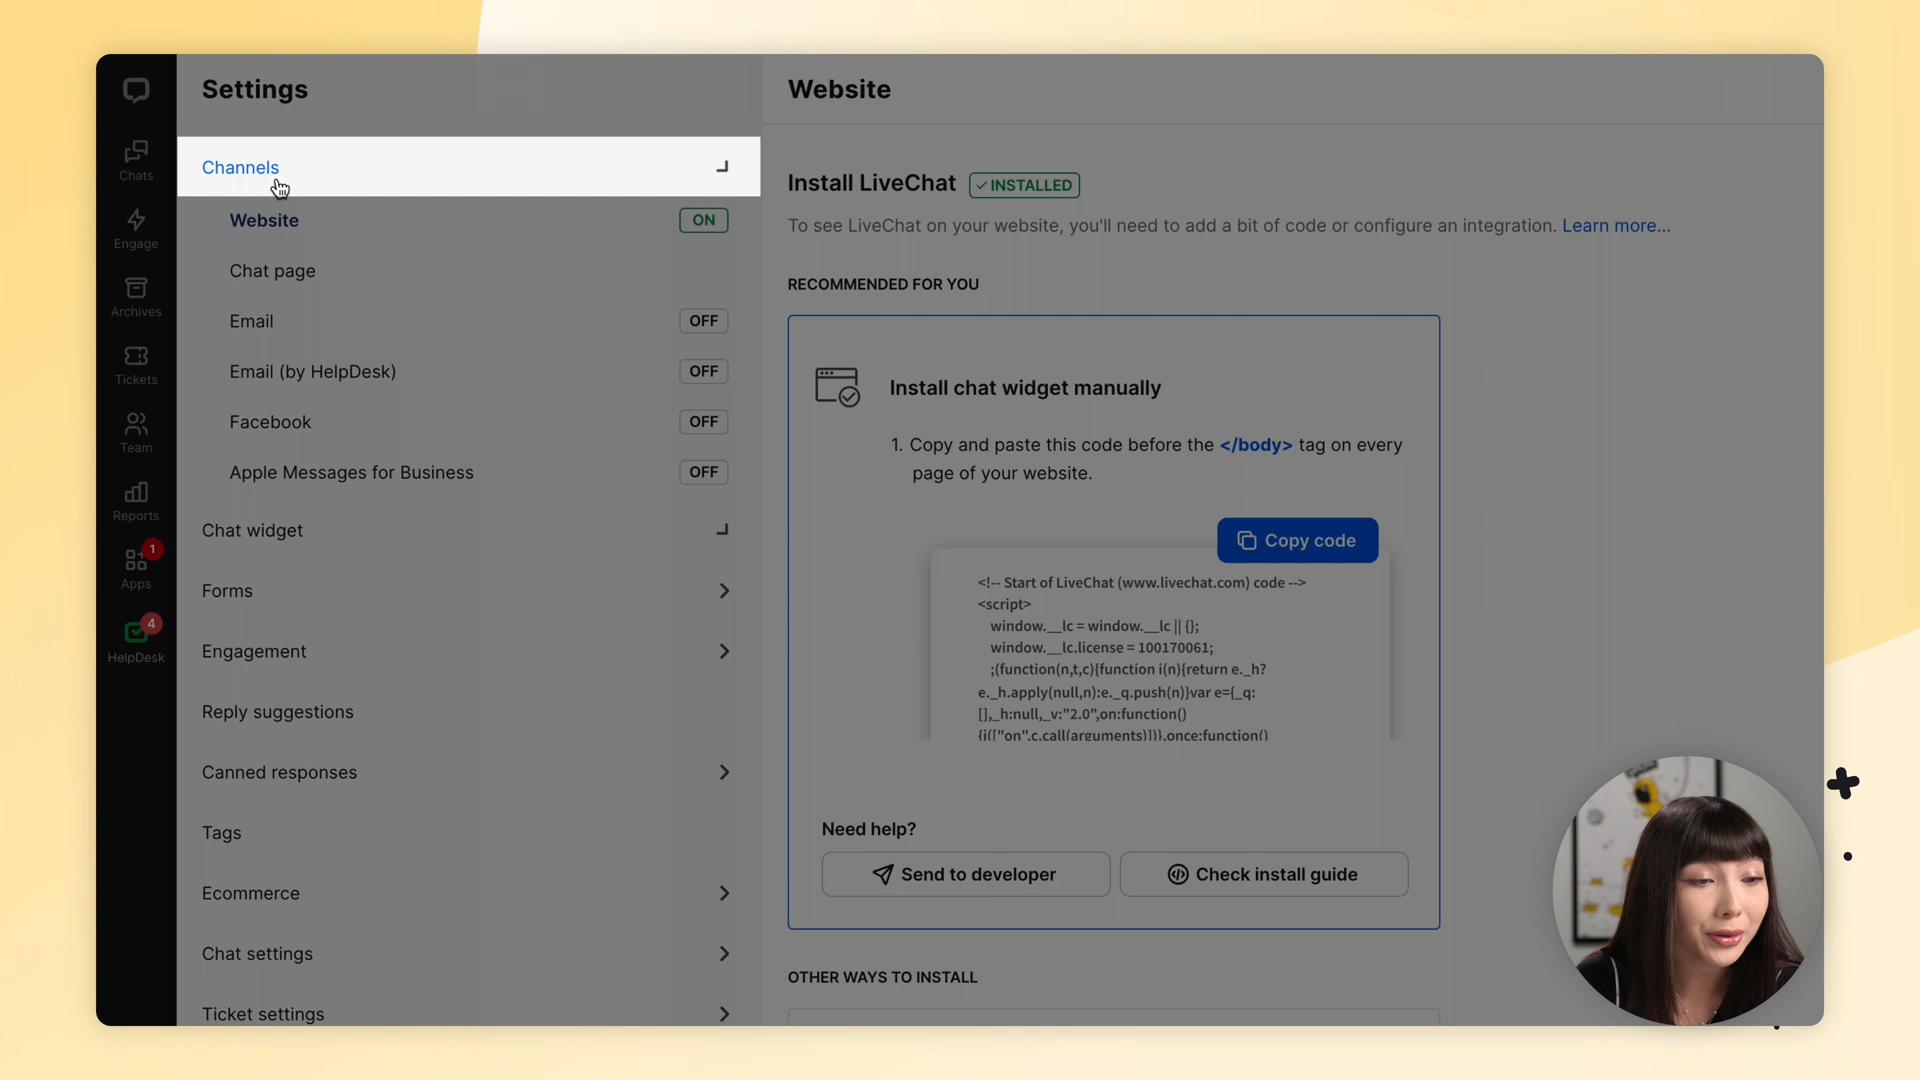 Settings
Channels
Website
ON
Chat page
Email
OFF
Email (by HelpDesk)
OFF
Facebook
OFF
Apple Messages for Business
OFF
Chat widget
Forms
Engagement
Reply suggestions
Canned responses
Tags
Ecommerce
Chat settings
Ticket settings
Chats
Engage
Archives
Tickets
Team
Reports
1
Apps
4
HelpDesk
Website
Install LiveChat
INSTALLED
To see LiveChat on your website, you'll need to add a bit of code or configure an integration. Learn more...
RECOMMENDED FOR YOU
Install chat widget manually
1. Copy and paste this code before the </body> tag on every
page of your website.
Copy code
<!-- Start of LiveChat (www.livechat.com) code -->
<script>
window.__lc = window.__lc || {};
window.__lc.license = 100170061;
;(function(n,t,c){function i(n){return e._h?
e._h.apply(null,n):e._q.push(n)}var e={_q:
[],_h:null,_v:"2.0",on:function()
{i(["on",c.call(arguments)])},once:function()
Need help?
Send to developer
Check install guide
OTHER WAYS TO INSTALL